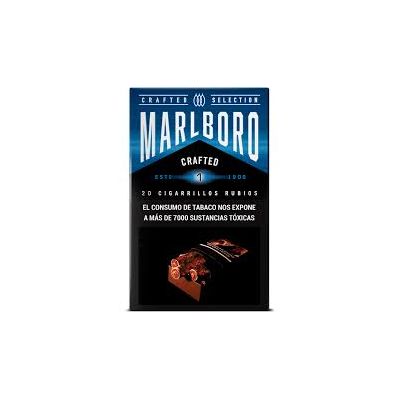 CRAFTED SELECTION
MARLBORO
CRAFTED
ESTD 1 1908
20 CIGARRILLOS RUBIOS
EL CONSUMO DE TABACO NOS EXPONE
A MÁS DE 7000 SUSTANCIAS TÓXICAS